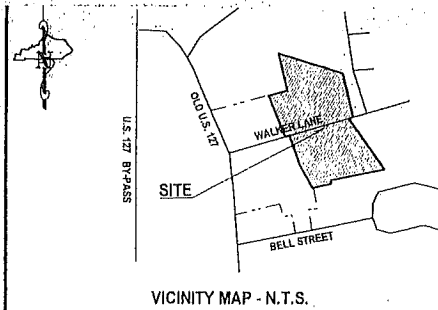 N
OLD U.S. 127
U.S. 127 BY-PASS
WALKER LANE
SITE
BELL STREET
VICINITY MAP - N.T.S.